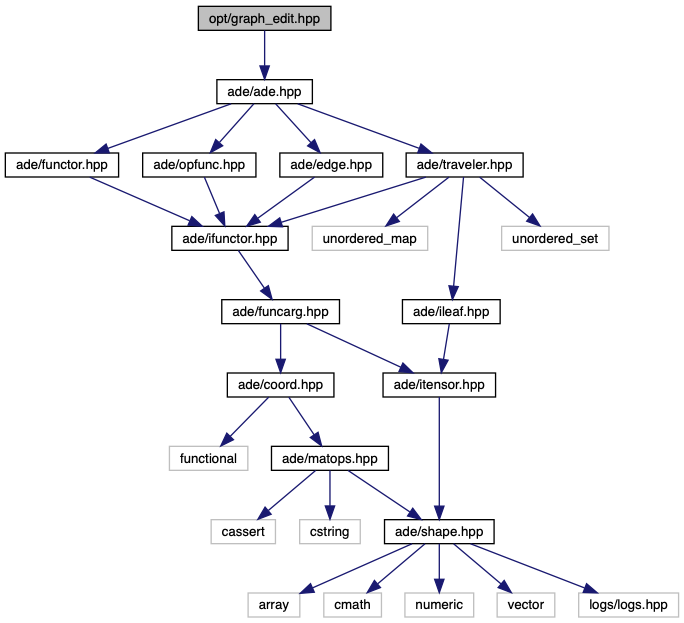 opt/graph_edit.hpp
ade/ade.hpp
ade/functor.hpp
ade/opfunc.hpp
ade/edge.hpp
ade/traveler.hpp
ade/ifunctor.hpp
unordered_map
unordered_set
ade/funcarg.hpp
ade/ileaf.hpp
ade/coord.hpp
ade/itensor.hpp
functional
ade/matops.hpp
cassert
cstring
ade/shape.hpp
array
cmath
numeric
vector
logs/logs.hpp